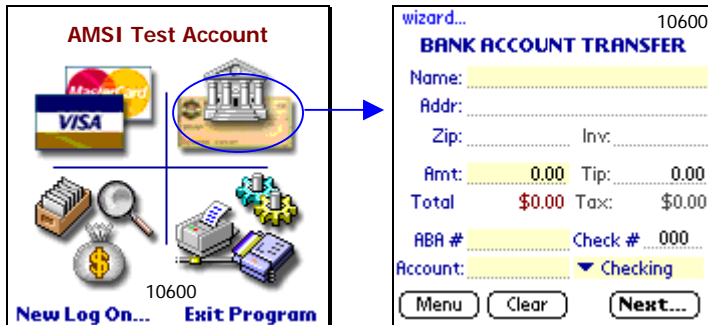 AMSI Test Account
MasterCard
VISA
10600
New Log On... Exit Program
wizard... 10600
BANK ACCOUNT TRANSFER
Name:
Addr:
Zip: Inv:
Amt: 0.00 Tip: 0.00
Total $0.00 Tax: $0.00
ABA # Check # 000
Account: Checking
Menu Clear Next...